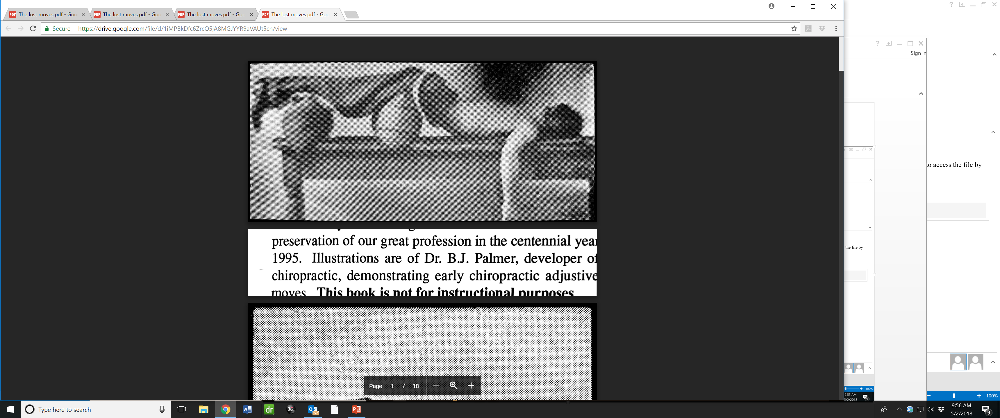 The lost moves.pdf - Goo
The lost moves.pdf - Goo
The lost moves.pdf - Goo
The lost moves.pdf - Goo
Secure
https://drive.google.com/file/d/1iMPBkDfc6ZrcQ5jA8MGJYYR9aVAUt5cn/view
Sign in
to access the file by
preservation of our great profession in the centennial year
1995. Illustrations are of Dr. B.J. Palmer, developer of
chiropractic, demonstrating early chiropractic adjustive
moves. This book is not for instructional purposes
the file by
Page 1 / 18
100%
9:55 AM
5/2/2018
100%
Type here to search
9:56 AM
5/2/2018
9